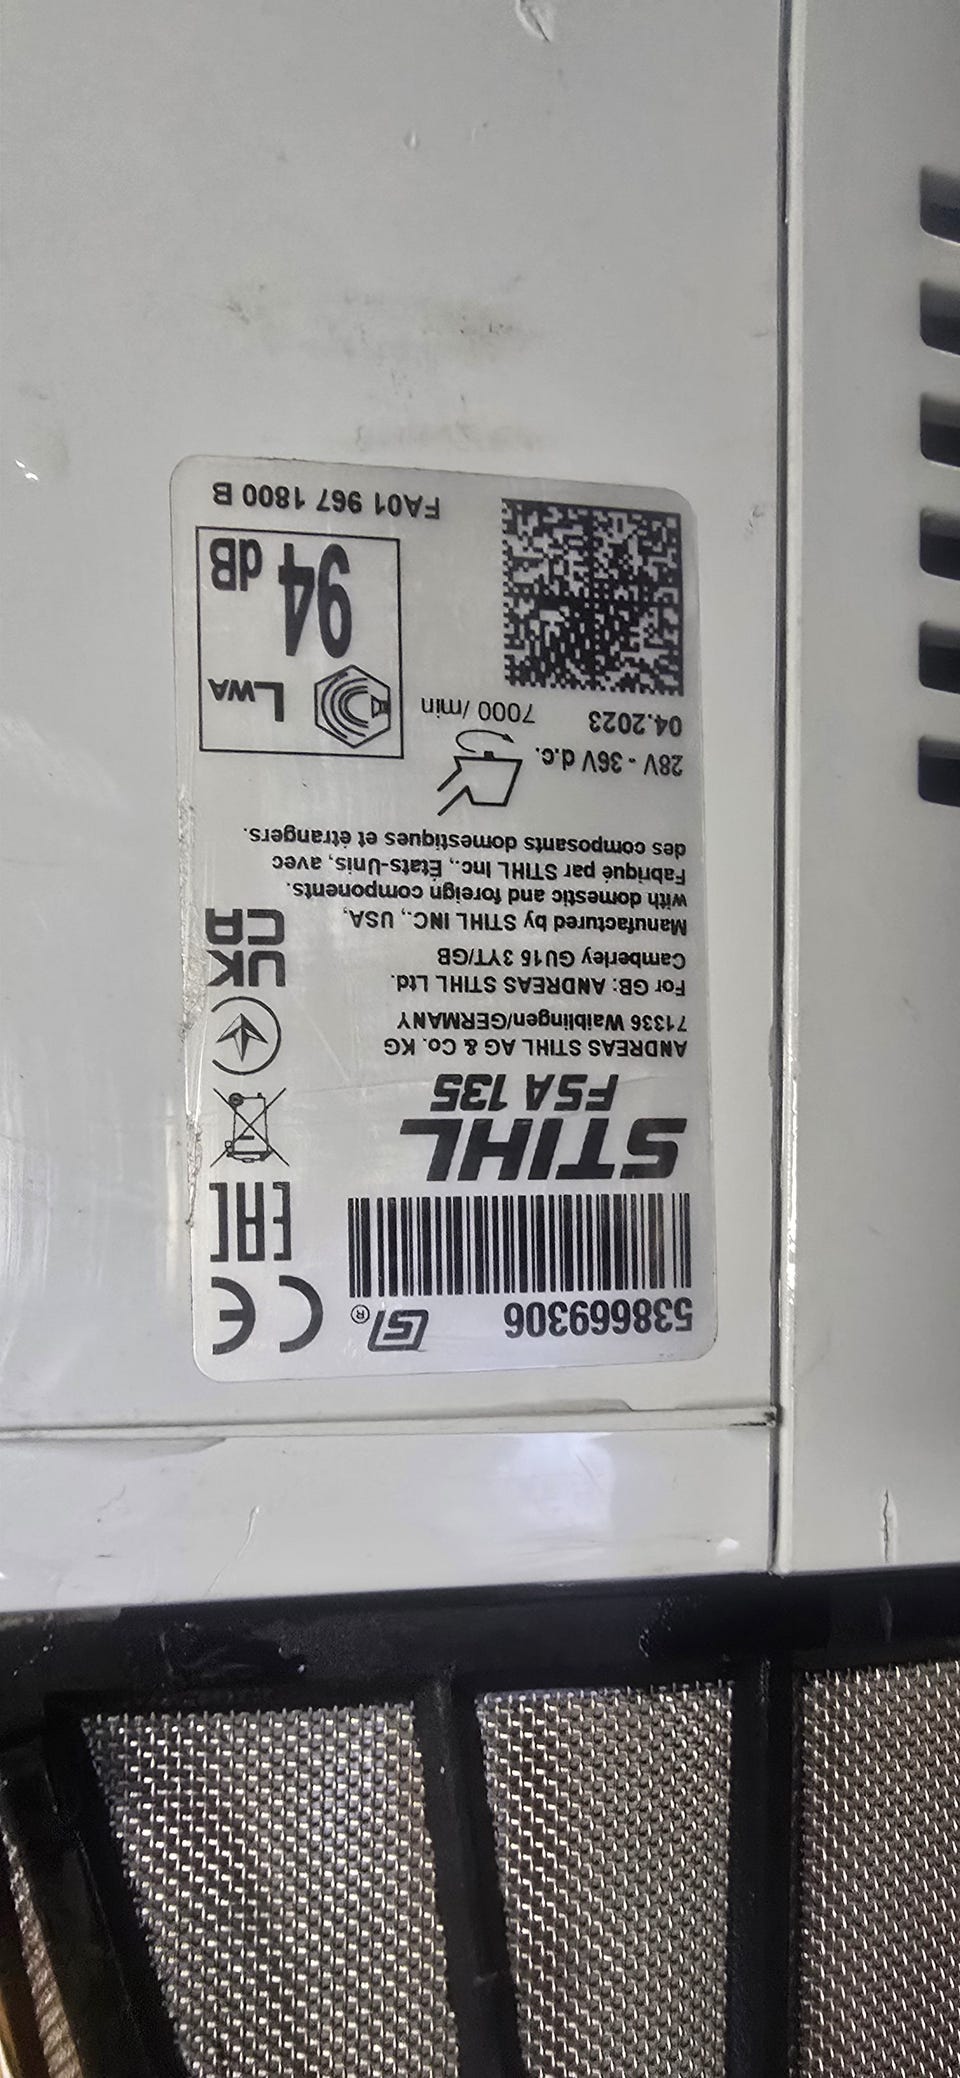 538669306
®
CE
STIHL
FSA 135
EAC
ANDREAS STIHL AG & Co. KG
71336 Waiblingen/GERMANY
For GB: ANDREAS STIHL Ltd.
Camberley GU15 3YT/GB
UK
CA
Manufactured by STIHL INC., USA,
with domestic and foreign components.
Fabriqué par STIHL Inc., États-Unis, avec
des composants domestiques et étrangers.
28V - 36V d.c.
04.2023
7000 /min
LWA
94 dB
FA01 967 1800 B